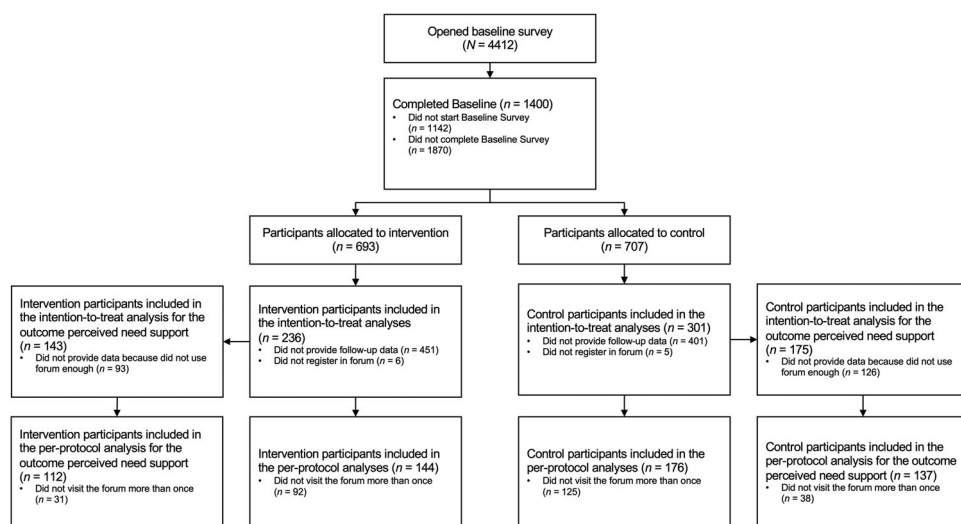 Opened baseline survey
(N = 4412)
Completed Baseline (n = 1400)
• Did not start Baseline Survey
(n = 1142)
• Did not complete Baseline Survey
(n = 1870)
Participants allocated to intervention
(n = 693)
Participants allocated to control
(n = 707)
Intervention participants included in
the intention-to-treat analysis for the
outcome perceived need support
(n = 143)
• Did not provide data because did not use
forum enough (n = 93)
Intervention participants included in
the intention-to-treat analyses
(n = 236)
• Did not provide follow-up data (n = 451)
• Did not register in forum (n = 6)
Control participants included in
the intention-to-treat analyses (n = 301)
• Did not provide follow-up data (n = 401)
• Did not register in forum (n = 5)
Control participants included in the
intention-to-treat analysis for the
outcome perceived need support
(n = 175)
• Did not provide data because did not use
forum enough (n = 126)
Intervention participants included in
the per-protocol analysis for the
outcome perceived need support
(n = 112)
• Did not visit the forum more than once
(n = 31)
Intervention participants included
in the per-protocol analyses (n = 144)
• Did not visit the forum more than once
(n = 92)
Control participants included in the
per-protocol analyses (n = 176)
• Did not visit the forum more than once
(n = 125)
Control participants included in the
per-protocol analysis for the outcome
perceived need support (n = 137)
• Did not visit the forum more than once
(n = 38)